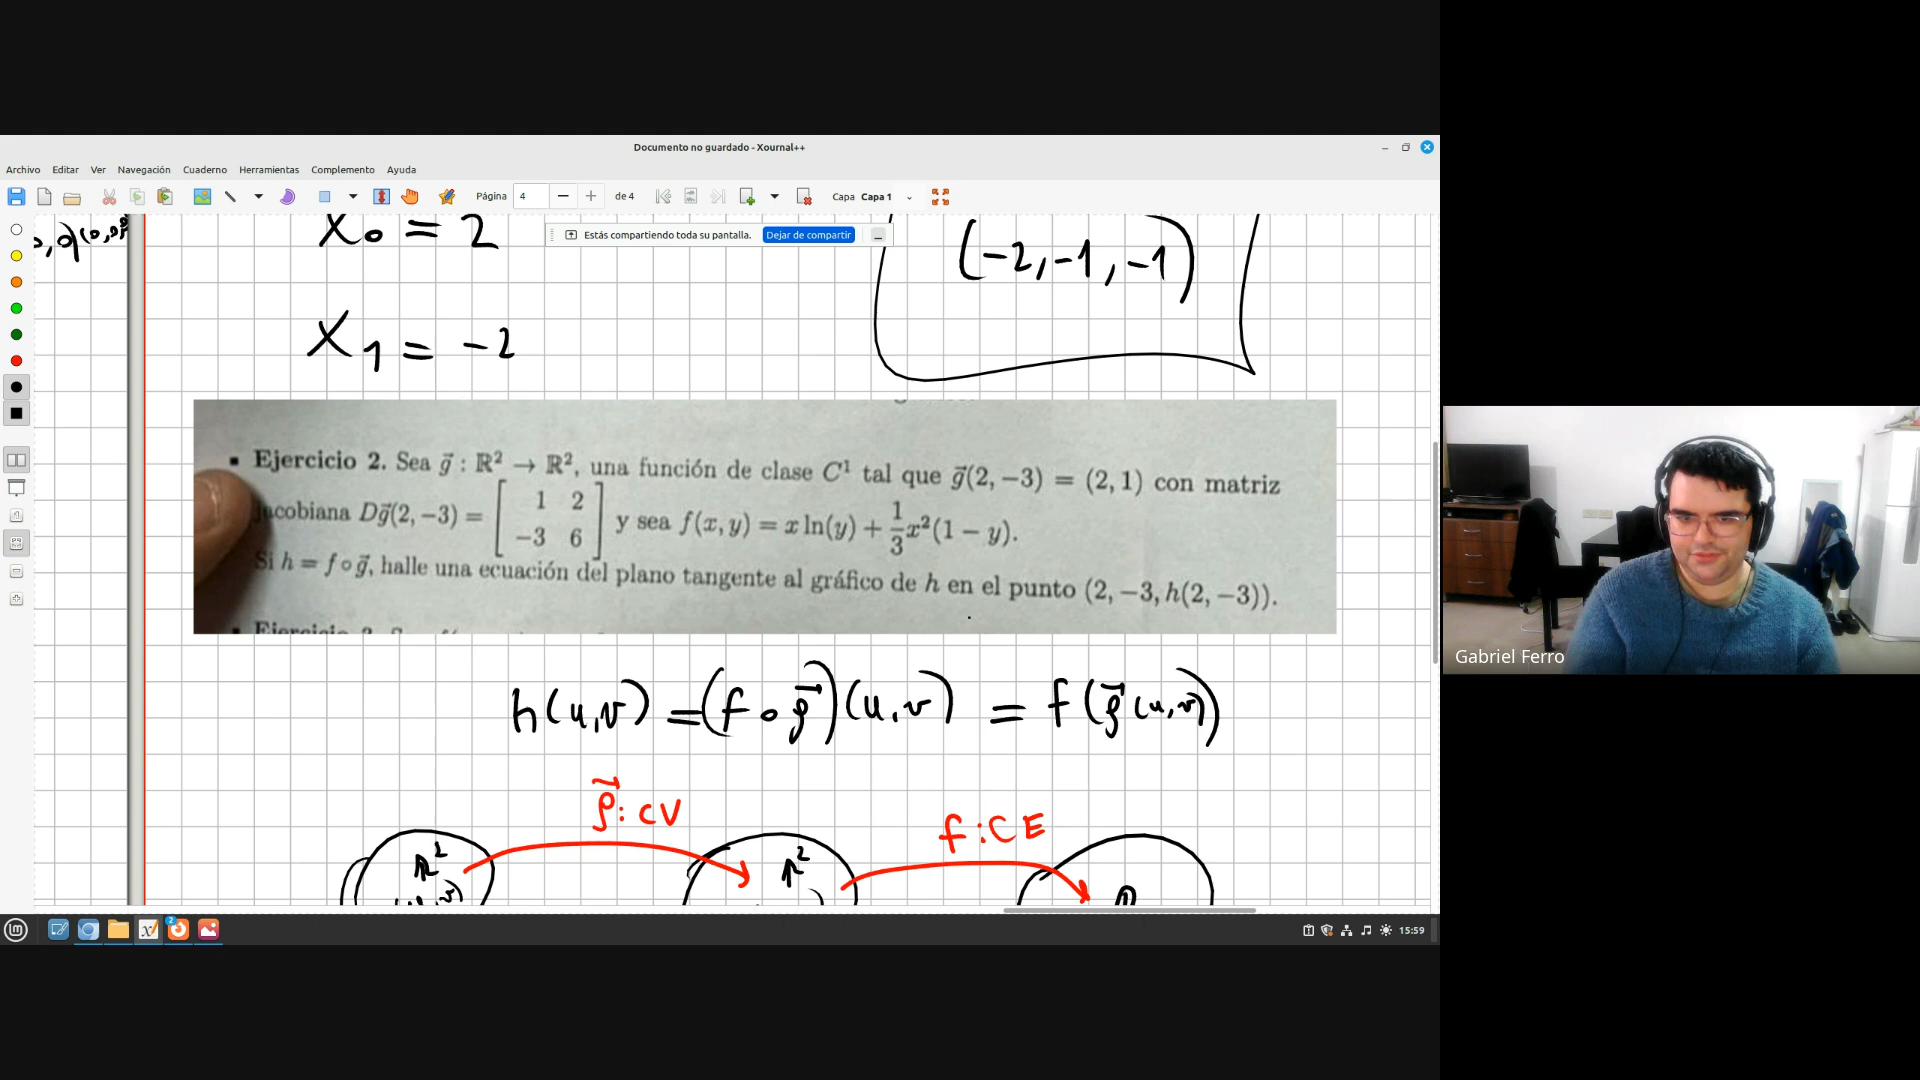 Documento no guardado - Xournal++
Archivo Editar Ver Navegación Cuaderno Herramientas Complemento Ayuda
Página 4 de 4 Capa Capa 1
Estás compartiendo toda su pantalla. Dejar de compartir
X₀ = 2
(-2, -1, -1)
X₁ = -2
Ejercicio 2. Sea g⃗ : ℝ² → ℝ², una función de clase C¹ tal que g⃗(2, −3) = (2, 1) con matriz
jacobiana Dg⃗(2, −3) = [ 1 2 ; −3 6 ] y sea f(x, y) = x ln(y) + 1/3 x²(1 − y).
Si h = f ∘ g⃗, halle una ecuación del plano tangente al gráfico de h en el punto (2, −3, h(2, −3)).
h(u,v) = (f ∘ g⃗)(u,v) = f(g⃗(u,v))
g⃗: CV
f: CE
ℝ²
ℝ²
Gabriel Ferro
2
15:59